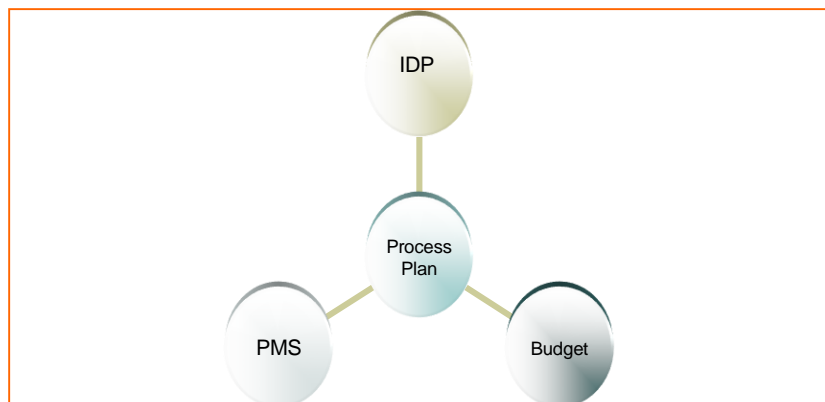 IDP
Process
Plan
PMS
Budget